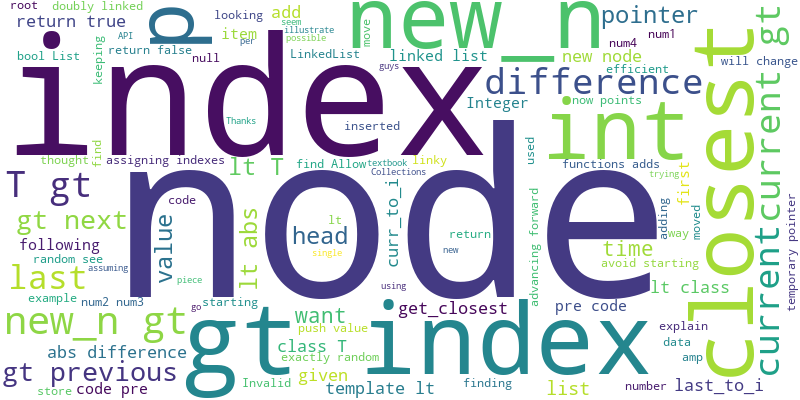 root doubly linked
return true API
return false
bool List
p
looking
seem
add
item
per
illustrate
possible
null
LinkedList
move
new__n
pointer
num4 num1
linked list
new node
efficient
guys
difference
will change
closest
current gt
index
keeping
Thanks
inserted
Integer
now points
int
thought
find
assigning indexes
lt T
find Allow
textbook
Collections
linky
functions adds
used
first
trying
T gt
code
node
gt next
value
lt abs
head
lt
single
curr_to_i
return
new
advancing forward
adding
moved
way
time
avoid starting
current
temporary pointer
following
random see
assuming
last
piece
using
lt class
example
num2 num3
go
starting
get_closest
pre code
new_n gt
want
push value
explain
data
amp
abs difference
gt index
class T
exactly random
gt previous
code pre
store
Invalid
given
template lt
finding
list
number
last_to_i